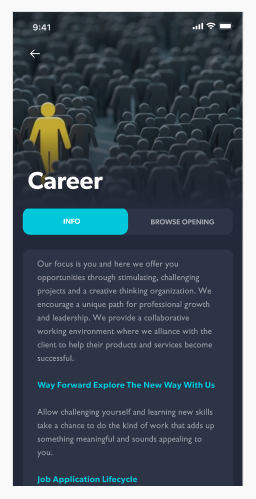 9:41
Career
INFO
BROWSE OPENING
Our focus is you and here we offer you
opportunities through stimulating, challenging
projects and a creative thinking organization. We
encourage a unique path for professional growth
and leadership. We provide a collaborative
working environment where we alliance with the
client to help their products and services become
successful.
Way Forward Explore The New Way With Us
Allow challenging yourself and learning new skills
take a chance to do the kind of work that adds up
something meaningful and sounds appealing to
you.
Job Application Lifecycle